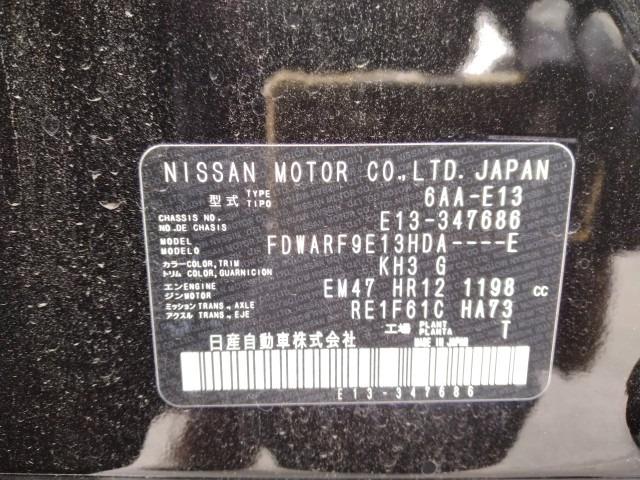 NISSAN MOTOR CO.,LTD. JAPAN
型式 TYPE TIPO 6AA-E13
CHASSIS NO. NO.DE CHASIS E13-347686
MODEL MODELO FDWARF9E13HDA----E
カラー COLOR,TRIM トリム COLOR,GUARNICION KH3 G
エンジン ENGINE MOTOR EM47 HR12 1198 cc
ミッション アクスル TRANS.,AXLE TRANS.,EJE RE1F61C HA73
工場 PLANT PLANTA T
日産自動車株式会社 MADE IN JAPAN
E13-347686